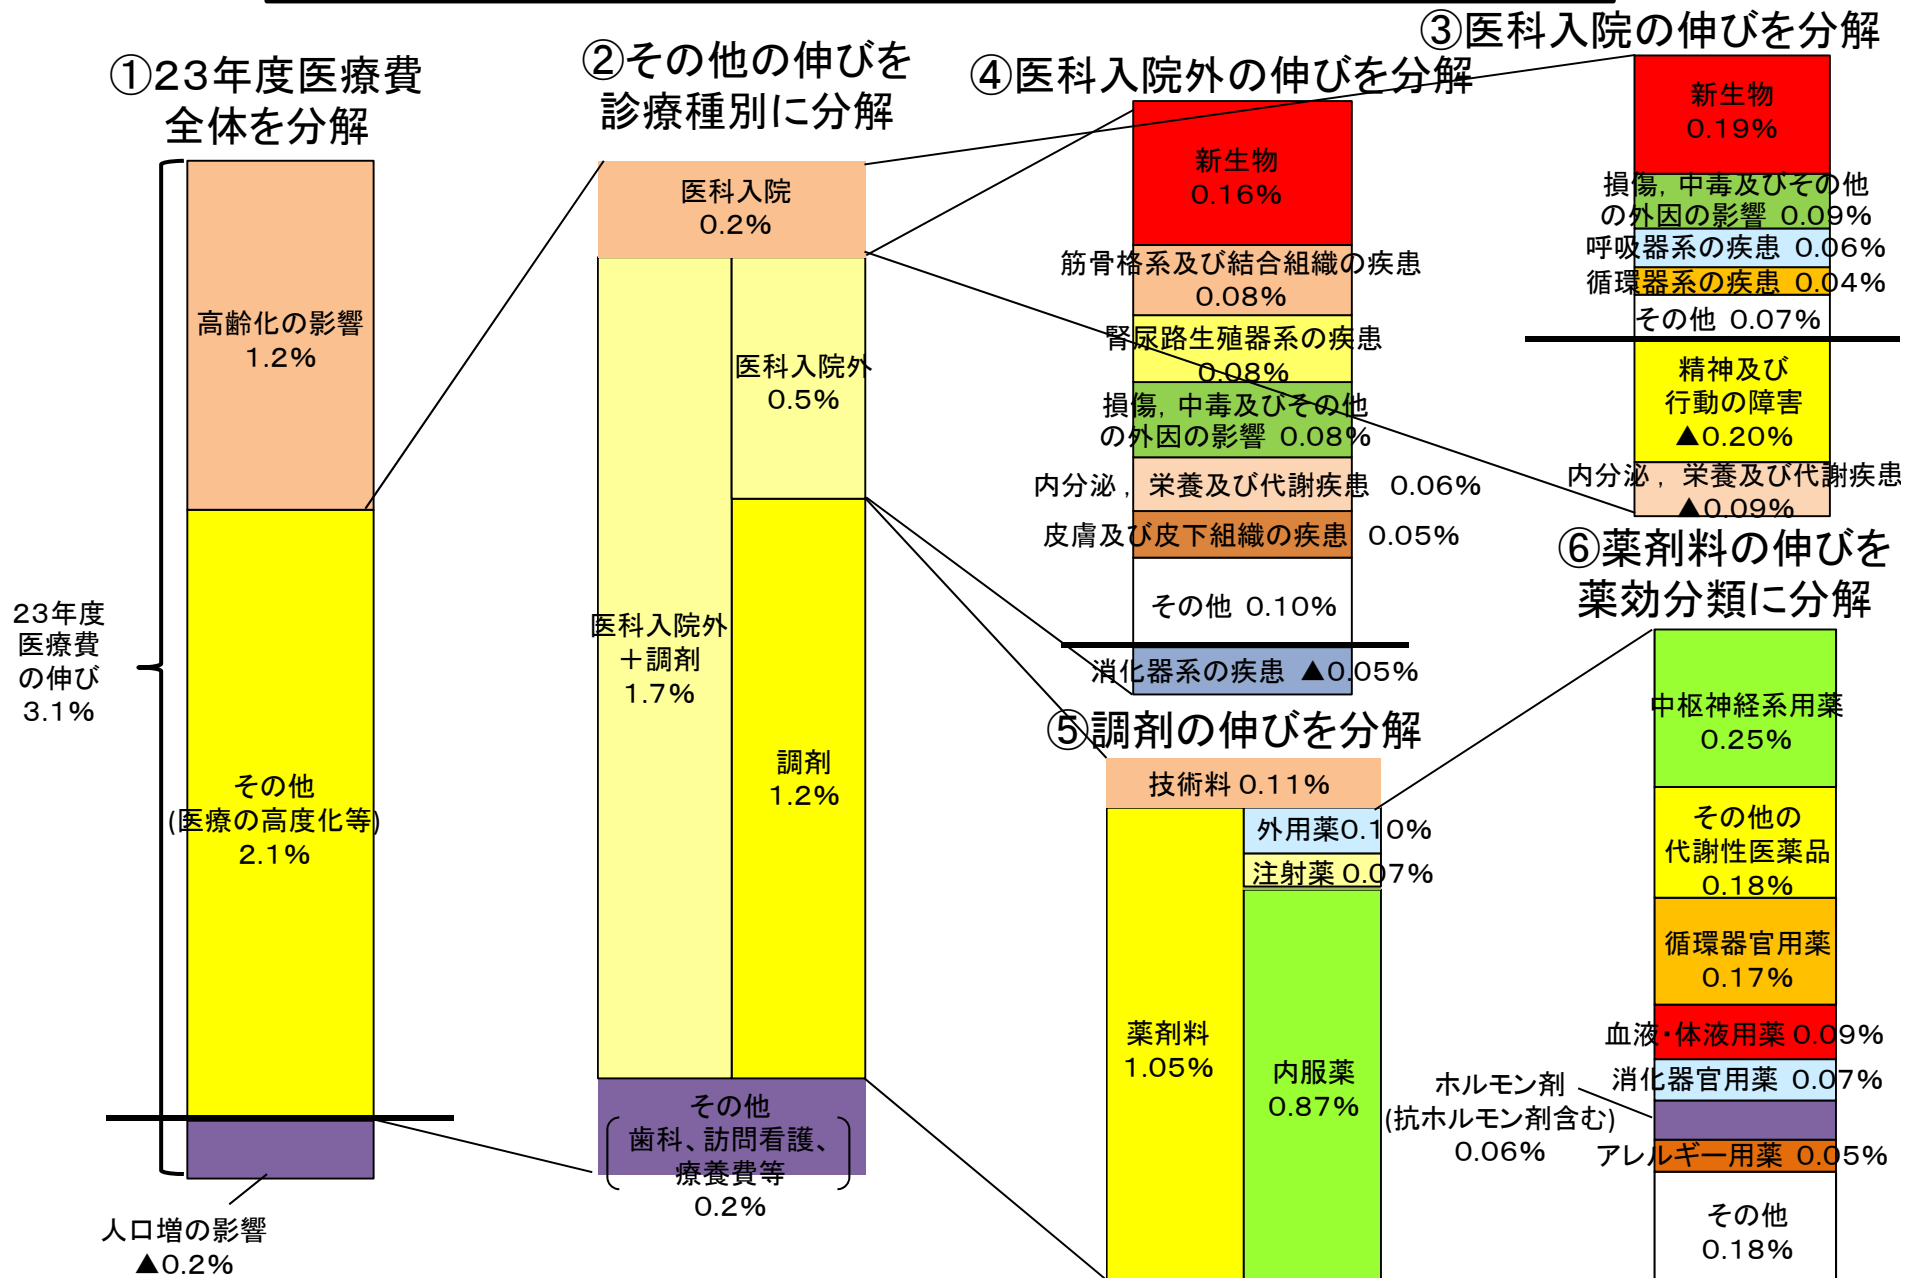 ①23年度医療費
全体を分解
23年度
医療費
の伸び
3.1%
高齢化の影響
1.2%
その他
(医療の高度化等)
2.1%
人口増の影響
▲0.2%
②その他の伸びを
診療種別に分解
医科入院
0.2%
医科入院外
＋調剤
1.7%
医科入院外
0.5%
調剤
1.2%
その他
歯科、訪問看護、
療養費等
0.2%
③医科入院の伸びを分解
新生物
0.19%
損傷, 中毒及びその他
の外因の影響 0.09%
呼吸器系の疾患 0.06%
循環器系の疾患 0.04%
その他 0.07%
精神及び
行動の障害
▲0.20%
内分泌, 栄養及び代謝疾患
▲0.09%
④医科入院外の伸びを分解
新生物
0.16%
筋骨格系及び結合組織の疾患
0.08%
腎尿路生殖器系の疾患
0.08%
損傷, 中毒及びその他
の外因の影響 0.08%
内分泌, 栄養及び代謝疾患 0.06%
皮膚及び皮下組織の疾患 0.05%
その他 0.10%
消化器系の疾患 ▲0.05%
⑤調剤の伸びを分解
技術料 0.11%
薬剤料
1.05%
外用薬0.10%
注射薬 0.07%
内服薬
0.87%
⑥薬剤料の伸びを
薬効分類に分解
中枢神経系用薬
0.25%
その他の
代謝性医薬品
0.18%
循環器官用薬
0.17%
血液・体液用薬 0.09%
消化器官用薬 0.07%
ホルモン剤
(抗ホルモン剤含む)
0.06%
アレルギー用薬 0.05%
その他
0.18%